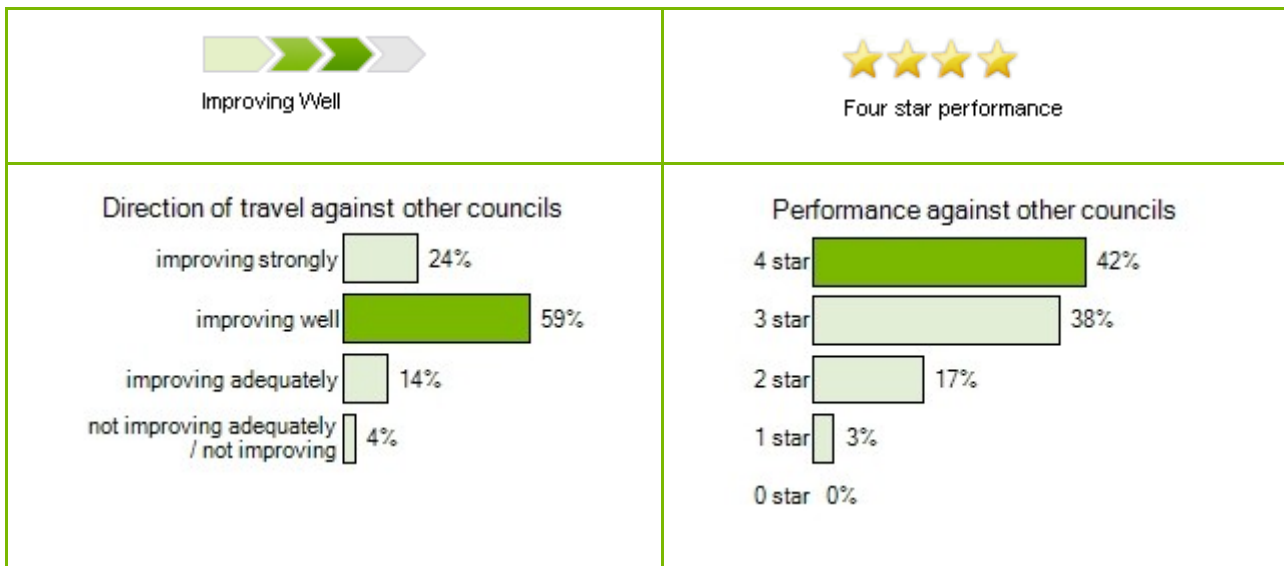 Improving Well
Four star performance
Direction of travel against other councils
improving strongly 24%
improving well 59%
improving adequately 14%
not improving adequately
/ not improving 4%
Performance against other councils
4 star 42%
3 star 38%
2 star 17%
1 star 3%
0 star 0%